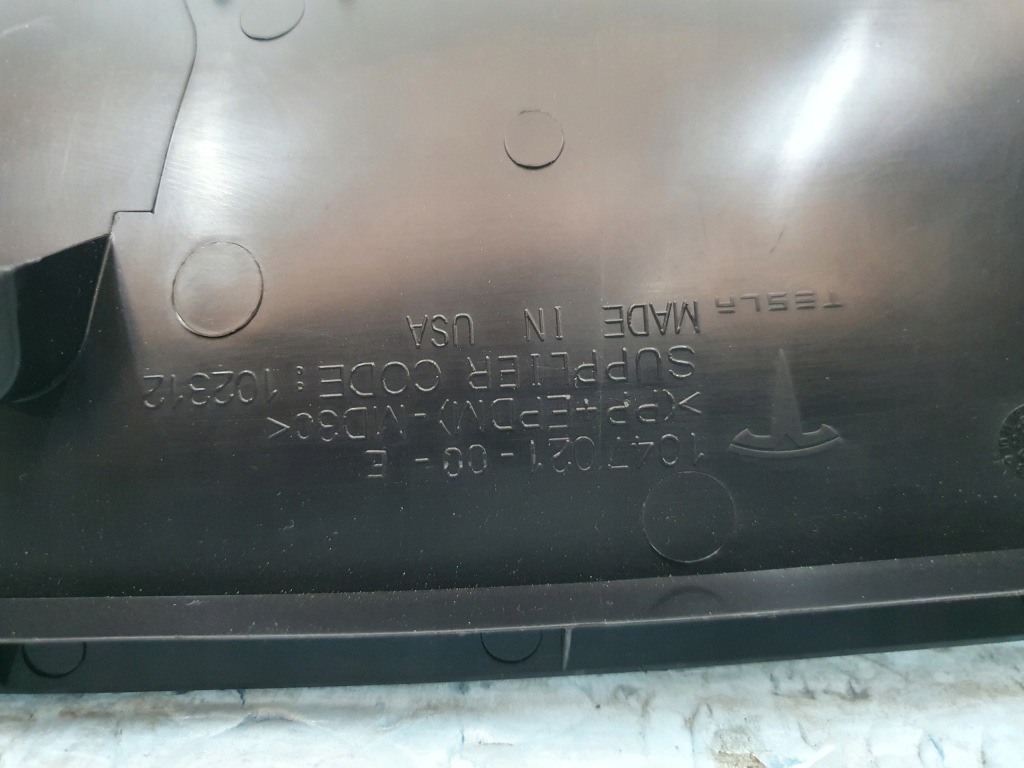 1047021-00-E
>(PP+EPDM)-MD30<
SUPPLIER CODE: 102312
MADE IN USA
TESLA